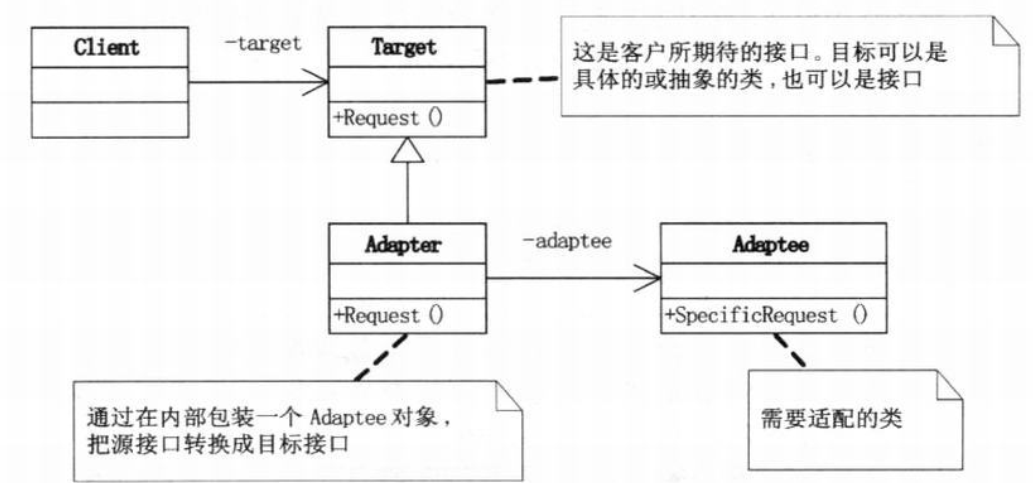 Client
-target
Target
+Request()
这是客户所期待的接口。目标可以是
具体的或抽象的类,也可以是接口
Adapter
+Request()
-adaptee
Adaptee
+SpecificRequest ()
通过在内部包装一个 Adaptee 对象,
把源接口转换成目标接口
需要适配的类